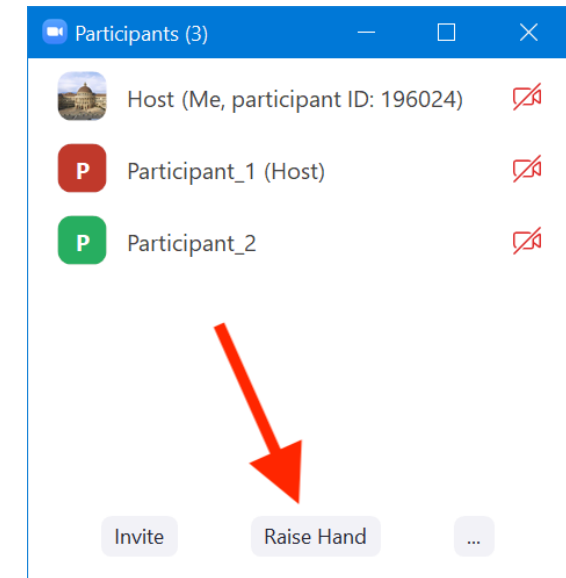 Participants (3)
Host (Me, participant ID: 196024)
P Participant_1 (Host)
P Participant_2
Invite Raise Hand ...